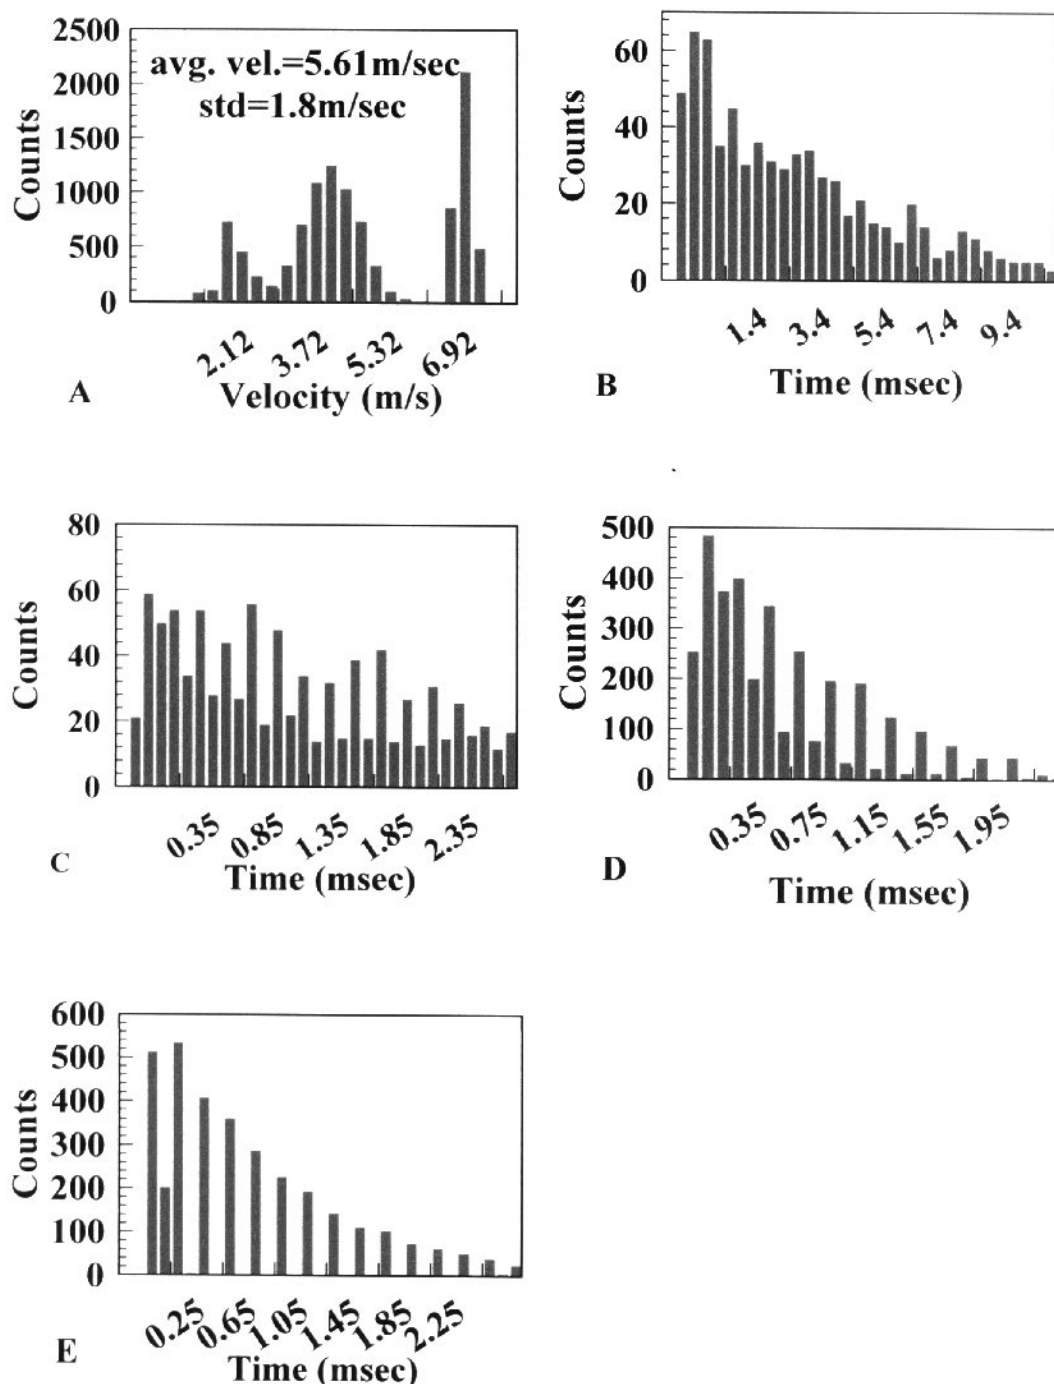 2500
2000
1500
1000
500
0
Counts
avg. vel.=5.61m/sec
std=1.8m/sec
2.12 3.72 5.32 6.92
Velocity (m/s)
A
60
40
20
0
Counts
1.4 3.4 5.4 7.4 9.4
Time (msec)
B
80
60
40
20
0
Counts
0.35 0.85 1.35 1.85 2.35
Time (msec)
C
500
400
300
200
100
0
Counts
0.35 0.75 1.15 1.55 1.95
Time (msec)
D
600
500
400
300
200
100
0
Counts
0.25 0.65 1.05 1.45 1.85 2.25
Time (msec)
E